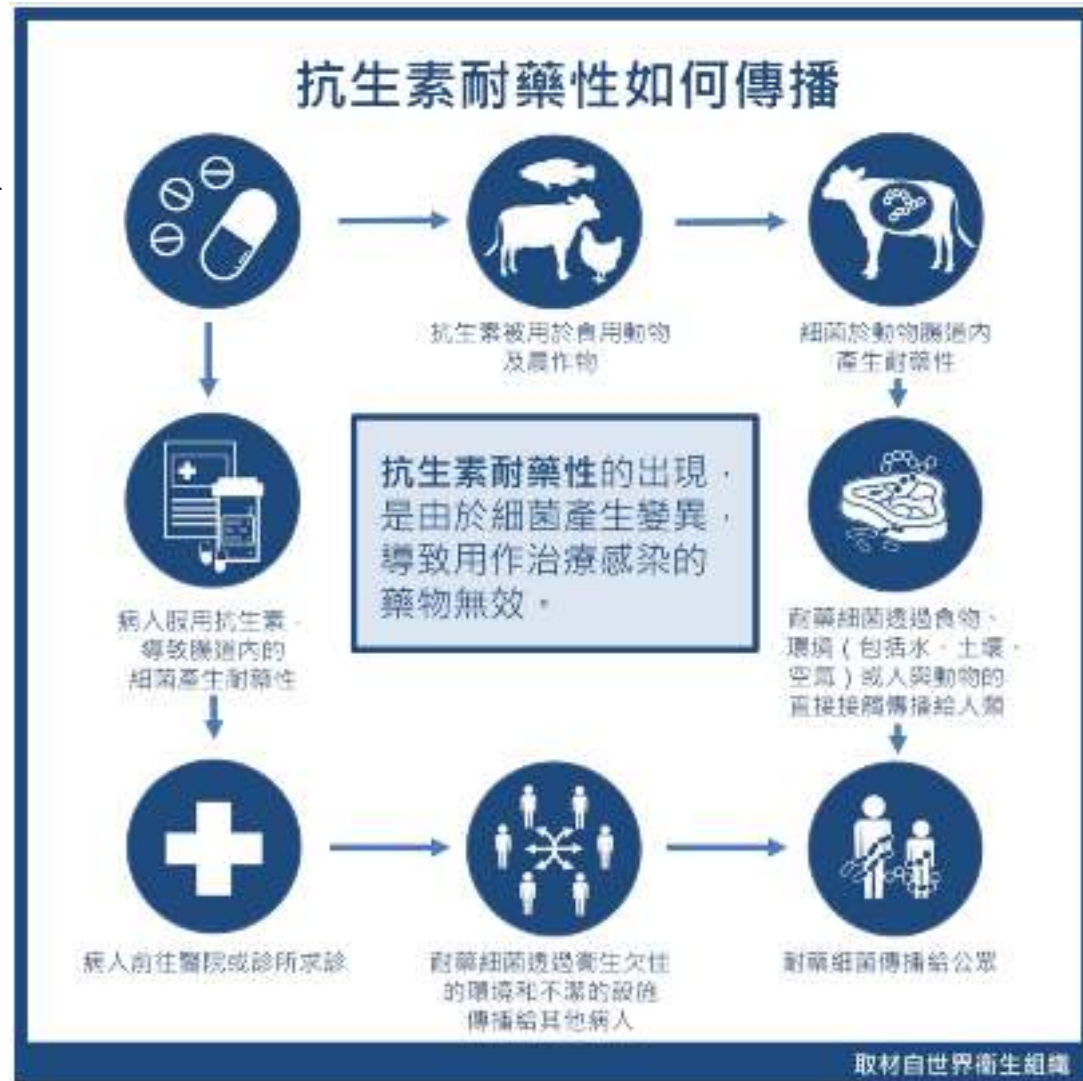 抗生素耐藥性如何傳播
抗生素被用於食用動物
及農作物
細菌於動物腸道內
產生耐藥性
抗生素耐藥性的出現，
是由於細菌產生變異，
導致用作治療感染的
藥物無效。
病人服用抗生素，
導致腸道內的
細菌產生耐藥性
耐藥細菌透過食物、
環境（包括水、土壤、
空氣）或人與動物的
直接接觸傳播給人類
病人前往醫院或診所求診
耐藥細菌透過衞生欠佳
的環境和不潔的設施
傳播給其他病人
耐藥細菌傳播給公眾
取材自世界衞生組織